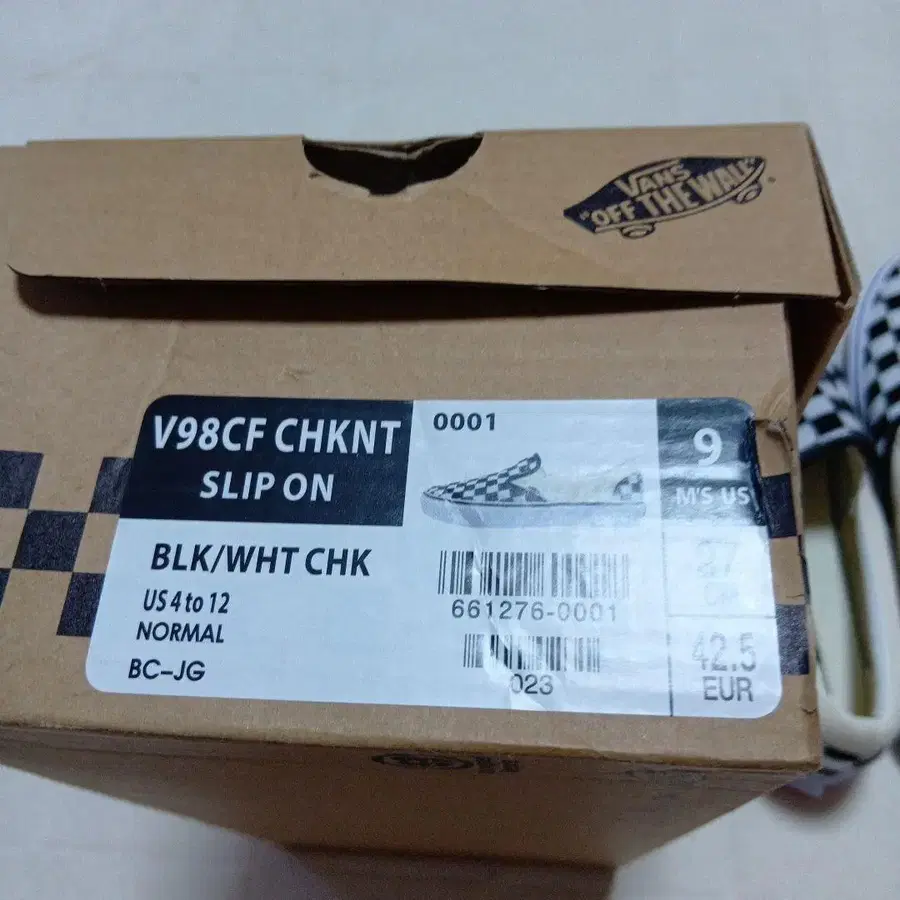 VANS
"OFF THE WALL"
V98CF CHKNT
SLIP ON
0001
9
M'S US
BLK/WHT CHK
US 4 to 12
NORMAL
BC-JG
661276-0001
023
27
42.5
EUR